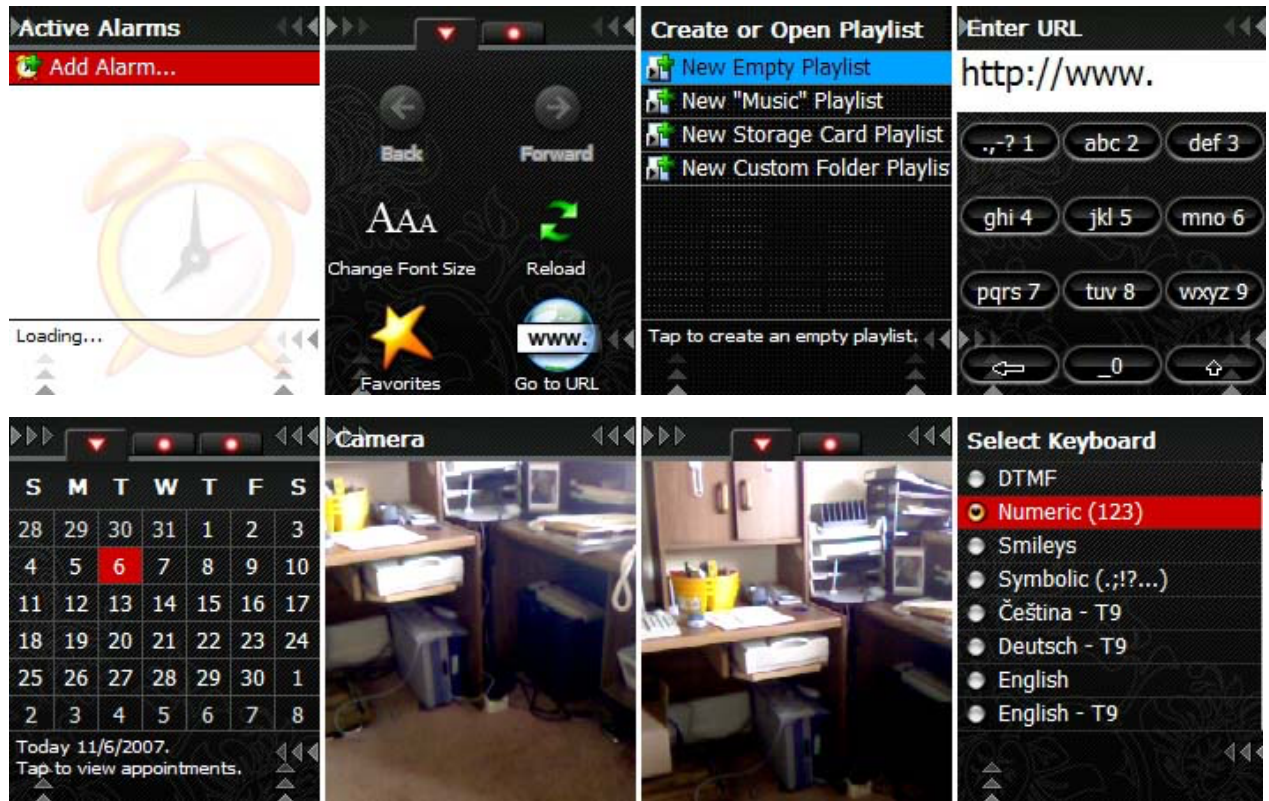 Active Alarms
Add Alarm...
Loading...
Back
Forward
AAA
Change Font Size
Reload
www.
Favorites
Go to URL
Create or Open Playlist
New Empty Playlist
New "Music" Playlist
New Storage Card Playlist
New Custom Folder Playlis
Tap to create an empty playlist.
Enter URL
http://www.
.,-? 1 abc 2 def 3
ghi 4 jkl 5 mno 6
pqrs 7 tuv 8 wxyz 9
_0
S M T W T F S
28 29 30 31 1 2 3
4 5 6 7 8 9 10
11 12 13 14 15 16 17
18 19 20 21 22 23 24
25 26 27 28 29 30 1
2 3 4 5 6 7 8
Today 11/6/2007.
Tap to view appointments.
Camera
Select Keyboard
DTMF
Numeric (123)
Smileys
Symbolic (.;!?...)
Čeština - T9
Deutsch - T9
English
English - T9